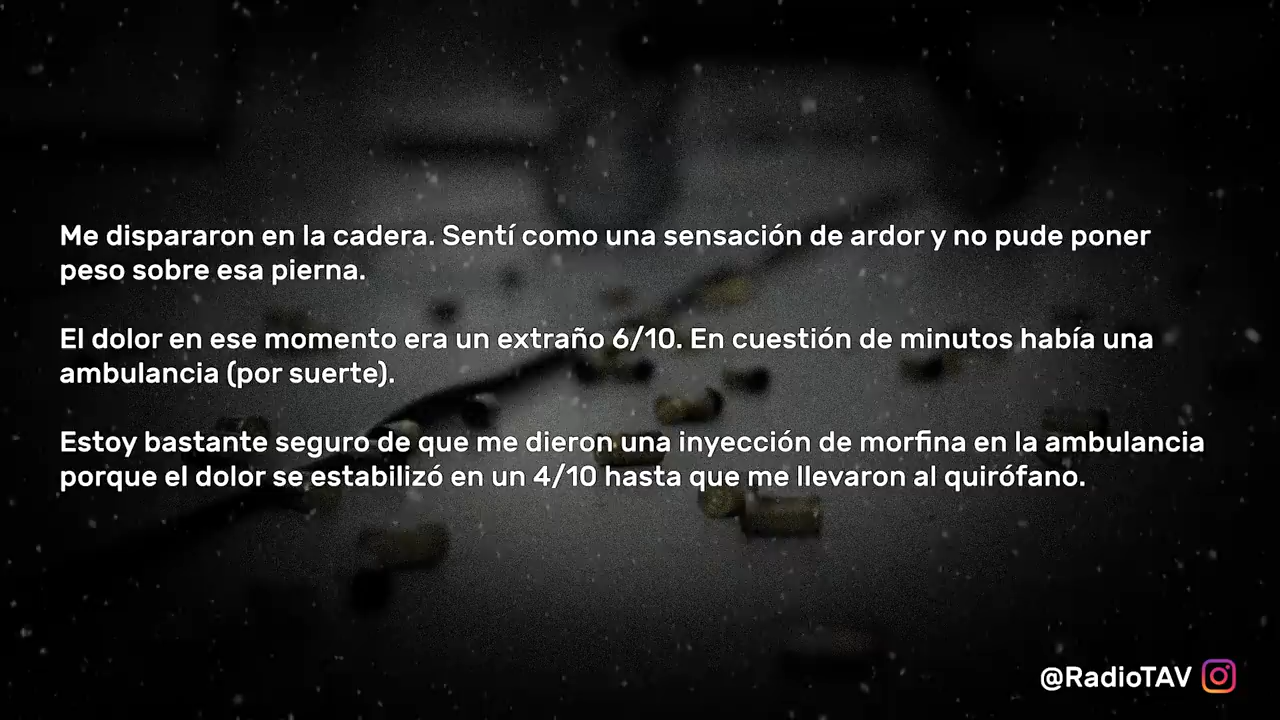 Me dispararon en la cadera. Sentí como una sensación de ardor y no pude poner
peso sobre esa pierna.
El dolor en ese momento era un extraño 6/10. En cuestión de minutos había una
ambulancia (por suerte).
Estoy bastante seguro de que me dieron una inyección de morfina en la ambulancia
porque el dolor se estabilizó en un 4/10 hasta que me llevaron al quirófano.
@RadioTAV